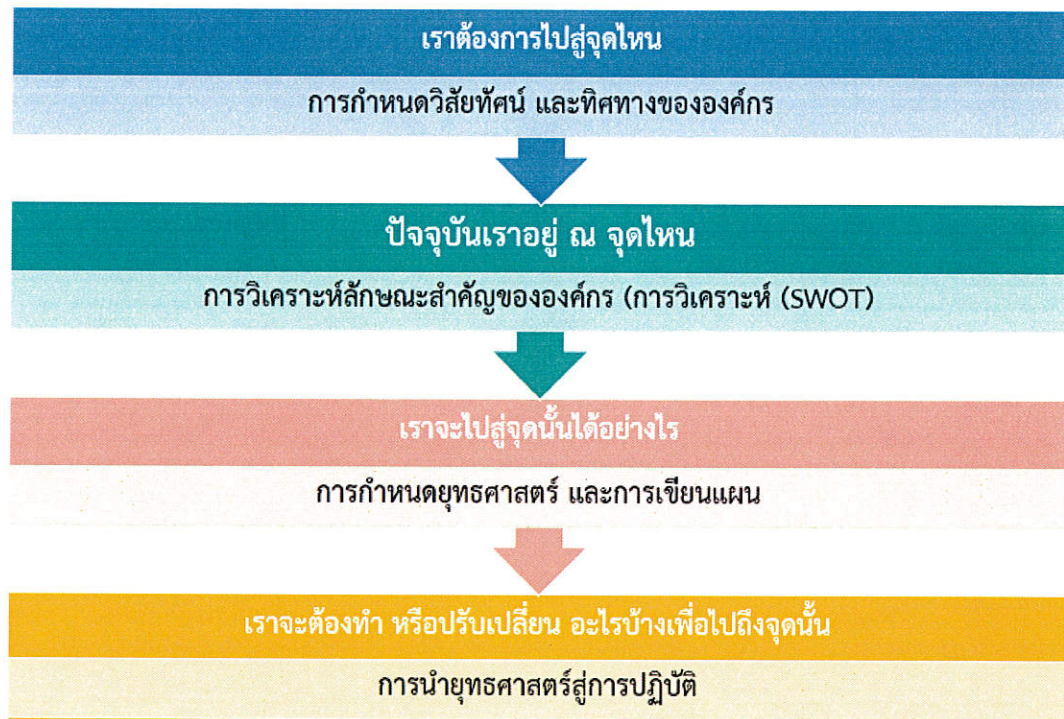 เราต้องการไปสู่จุดไหน
การกำหนดวิสัยทัศน์ และทิศทางขององค์กร
ปัจจุบันเราอยู่ ณ จุดไหน
การวิเคราะห์ลักษณะสำคัญขององค์กร (การวิเคราะห์ (SWOT)
เราจะไปสู่จุดนั้นได้อย่างไร
การกำหนดยุทธศาสตร์ และการเขียนแผน
เราจะต้องทำ หรือปรับเปลี่ยน อะไรบ้างเพื่อไปถึงจุดนั้น
การนำยุทธศาสตร์สู่การปฏิบัติ